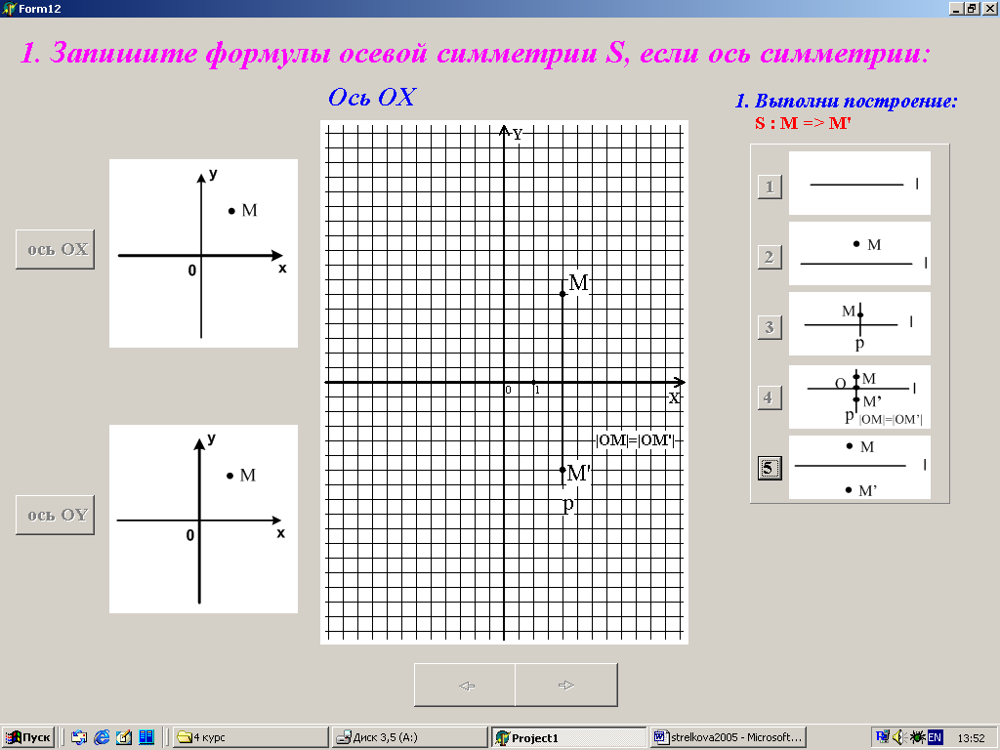 Form12
1. Запишите формулы осевой симметрии S, если ось симметрии:
Ось OX
1. Выполни построение:
S : M => M'
ось OX
y
M
0
x
ось OY
y
M
0
x
Y
M
0
1
X
|OM|=|OM'|
M'
p
1
l
2
M
l
3
M
l
p
4
O
M
l
M’
p
|OM|=|OM’|
5
M
l
M’
Пуск
4 курс
Диск 3,5 (A:)
Project1
strelkova2005 - Microsoft...
EN
13:52